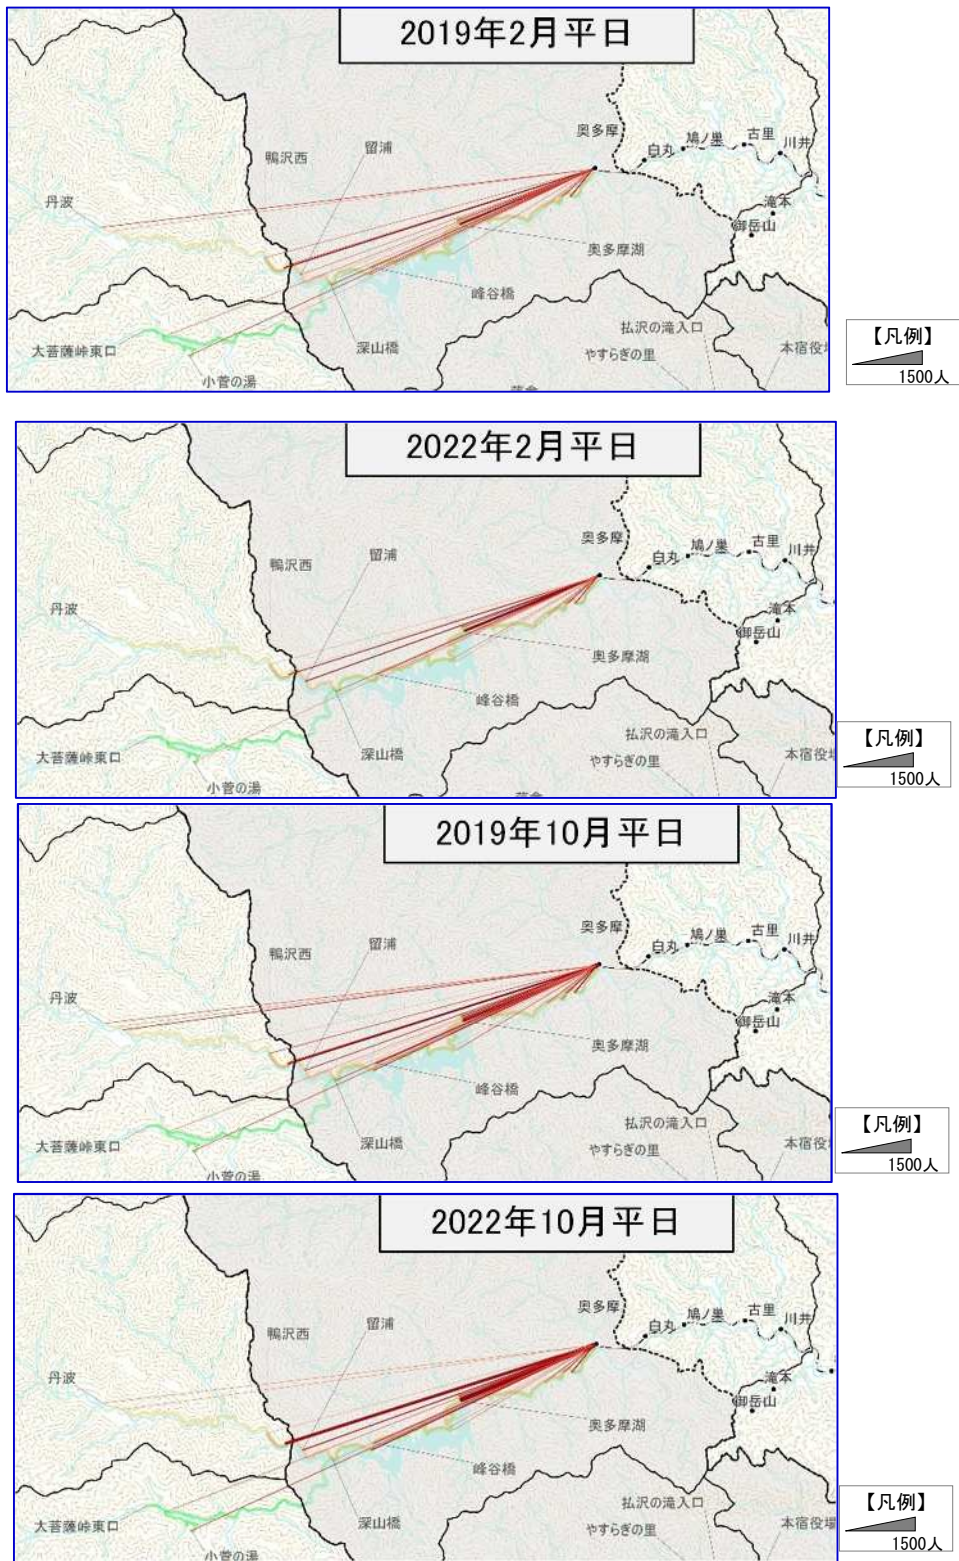 2019年2月平日
奥多摩
白丸
鳩ノ巣
古里
川井
鴨沢西
留浦
丹波
滝本
御岳山
奥多摩湖
峰谷橋
払沢の滝入口
やすらぎの里
本宿役場
大菩薩峠東口
深山橋
小菅の湯
【凡例】
1500人
2022年2月平日
奥多摩
白丸
鳩ノ巣
古里
川井
鴨沢西
留浦
丹波
滝本
御岳山
奥多摩湖
峰谷橋
払沢の滝入口
やすらぎの里
本宿役
大菩薩峠東口
深山橋
小菅の湯
【凡例】
1500人
2019年10月平日
奥多摩
白丸
鳩ノ巣
古里
川井
鴨沢西
留浦
丹波
滝本
御岳山
奥多摩湖
峰谷橋
払沢の滝入口
やすらぎの里
本宿役
大菩薩峠東口
深山橋
小菅の湯
【凡例】
1500人
2022年10月平日
奥多摩
白丸
鳩ノ巣
古里
川井
鴨沢西
留浦
丹波
滝本
御岳山
奥多摩湖
峰谷橋
払沢の滝入口
やすらぎの里
本宿役場
大菩薩峠東口
深山橋
小菅の湯
【凡例】
1500人